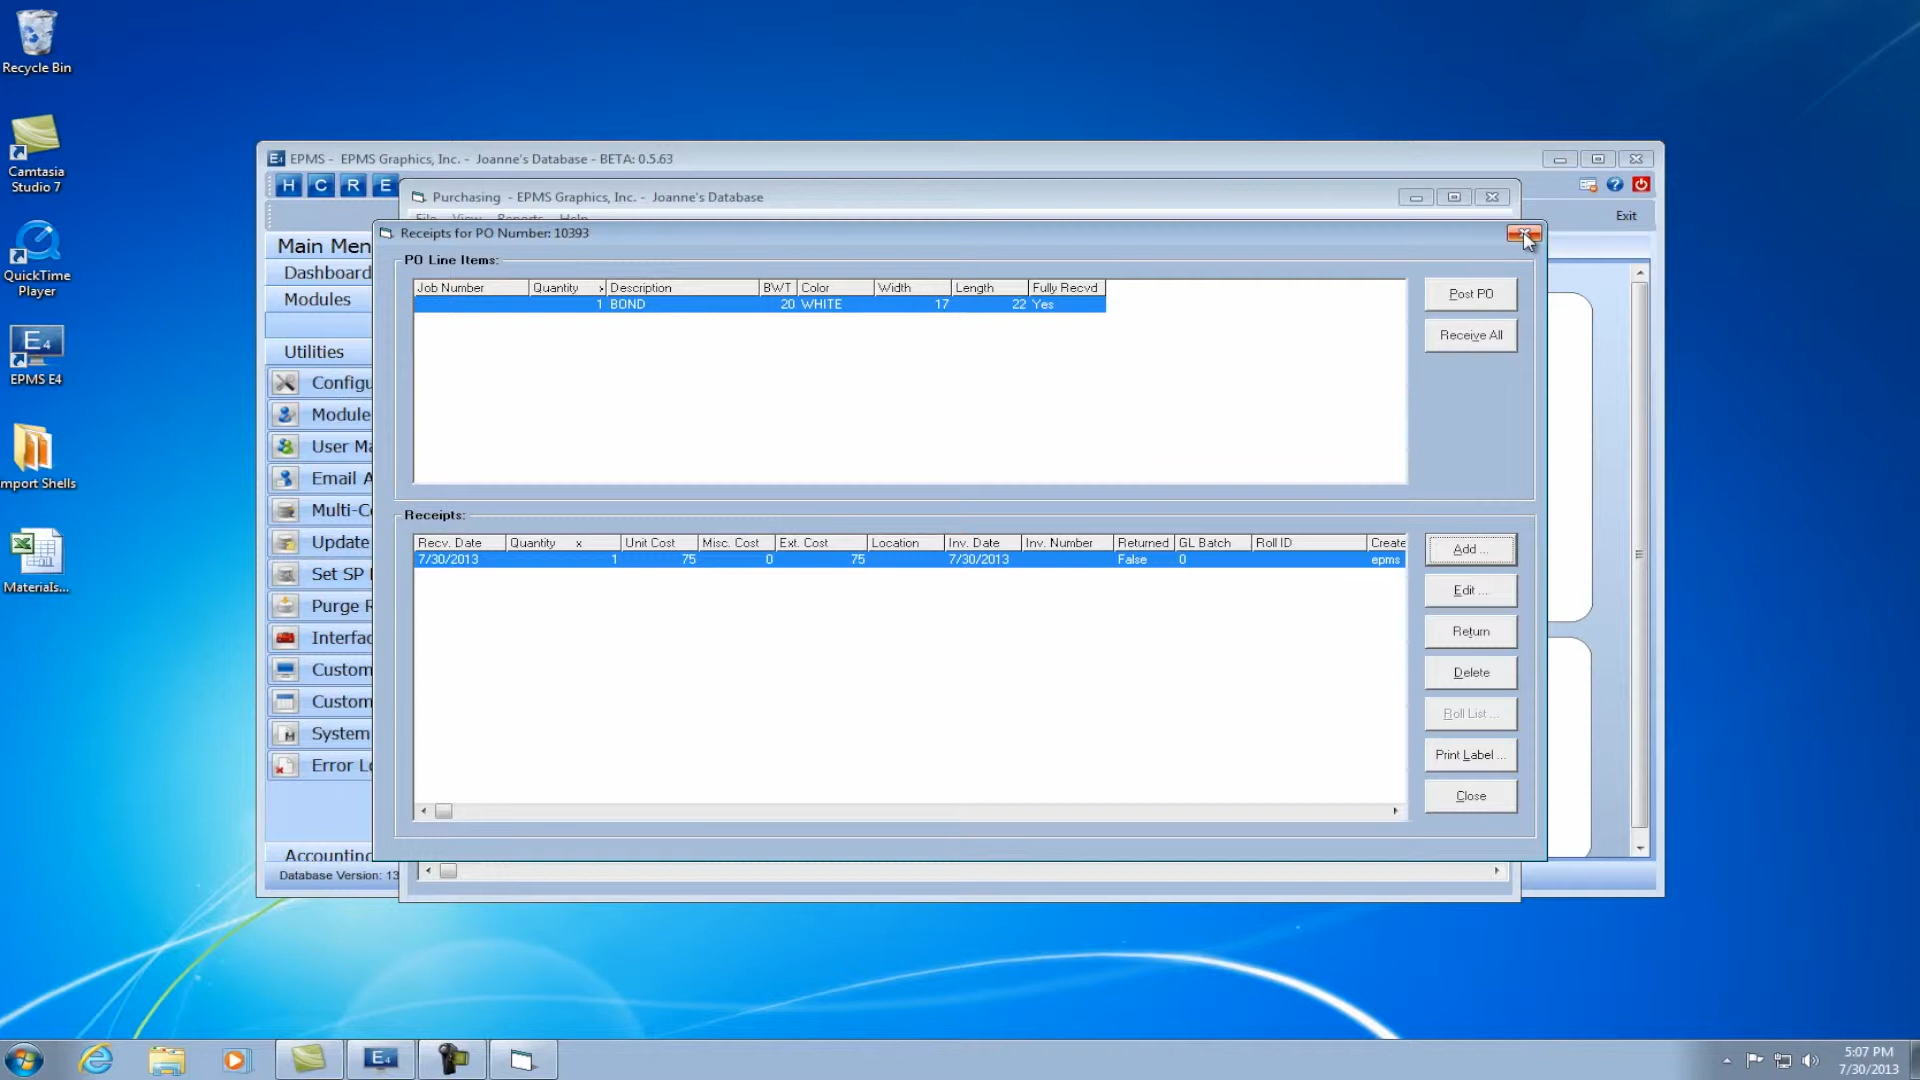 Recycle Bin
Camtasia
Studio 7
QuickTime
Player
E4
EPMS E4
mport Shells
Materials...
E4 EPMS - EPMS Graphics, Inc. - Joanne's Database - BETA: 0.5.63
H C R E
Exit
Main Men
Dashboard
Modules
Utilities
Configu
Module
User Ma
Email A
Multi-Co
Update
Set SP
Purge R
Interfac
Custom
Custom
System
Error Lo
Accounting
Database Version: 13
Purchasing - EPMS Graphics, Inc. - Joanne's Database
File View Reports Help
Receipts for PO Number: 10393
PO Line Items:
Job Number Quantity x Description BWT Color Width Length Fully Recvd
1 BOND 20 WHITE 17 22 Yes
Post PO
Receive All
Receipts:
Recv. Date Quantity x Unit Cost Misc. Cost Ext. Cost Location Inv. Date Inv. Number Returned GL Batch Roll ID Create
7/30/2013 1 75 0 75 7/30/2013 False 0 epms
Add ...
Edit ...
Return
Delete
Roll List ...
Print Label ...
Close
E4
5:07 PM
7/30/2013